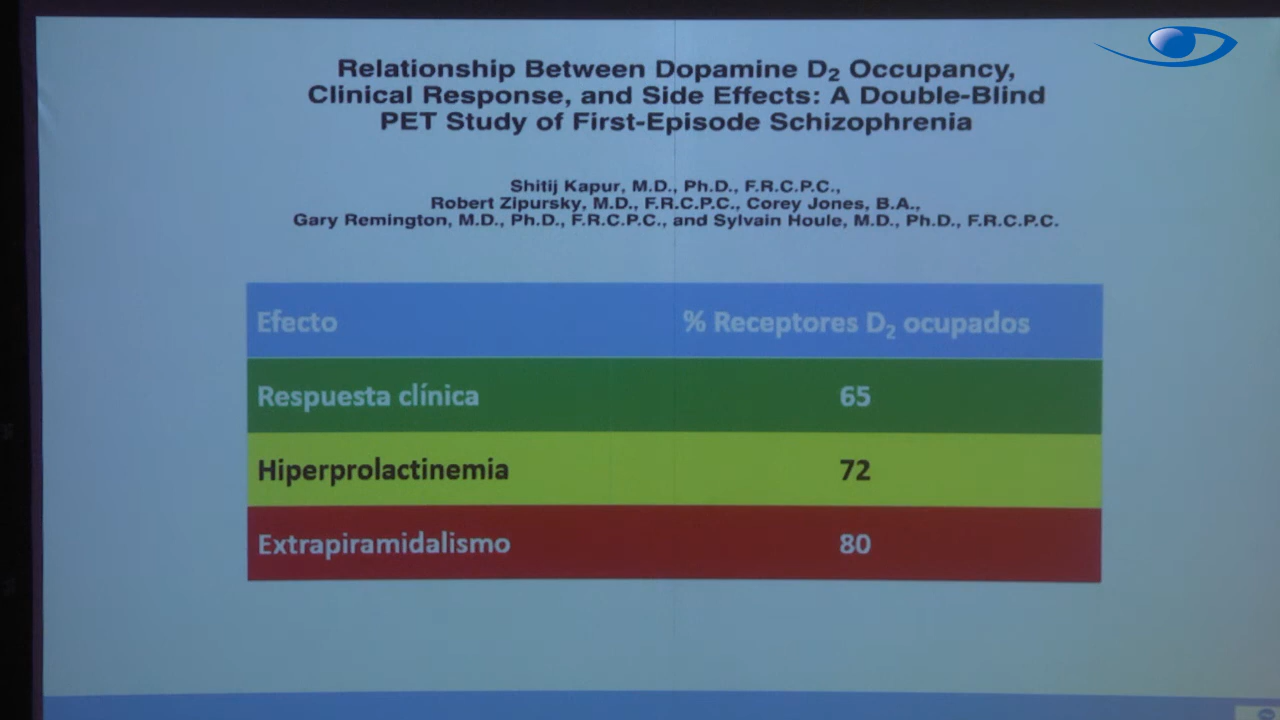 Relationship Between Dopamine D₂ Occupancy,
Clinical Response, and Side Effects: A Double-Blind
PET Study of First-Episode Schizophrenia
Shitij Kapur, M.D., Ph.D., F.R.C.P.C.,
Robert Zipursky, M.D., F.R.C.P.C., Corey Jones, B.A.,
Gary Remington, M.D., Ph.D., F.R.C.P.C., and Sylvain Houle, M.D., Ph.D., F.R.C.P.C.
Efecto % Receptores D₂ ocupados
Respuesta clínica 65
Hiperprolactinemia 72
Extrapiramidalismo 80